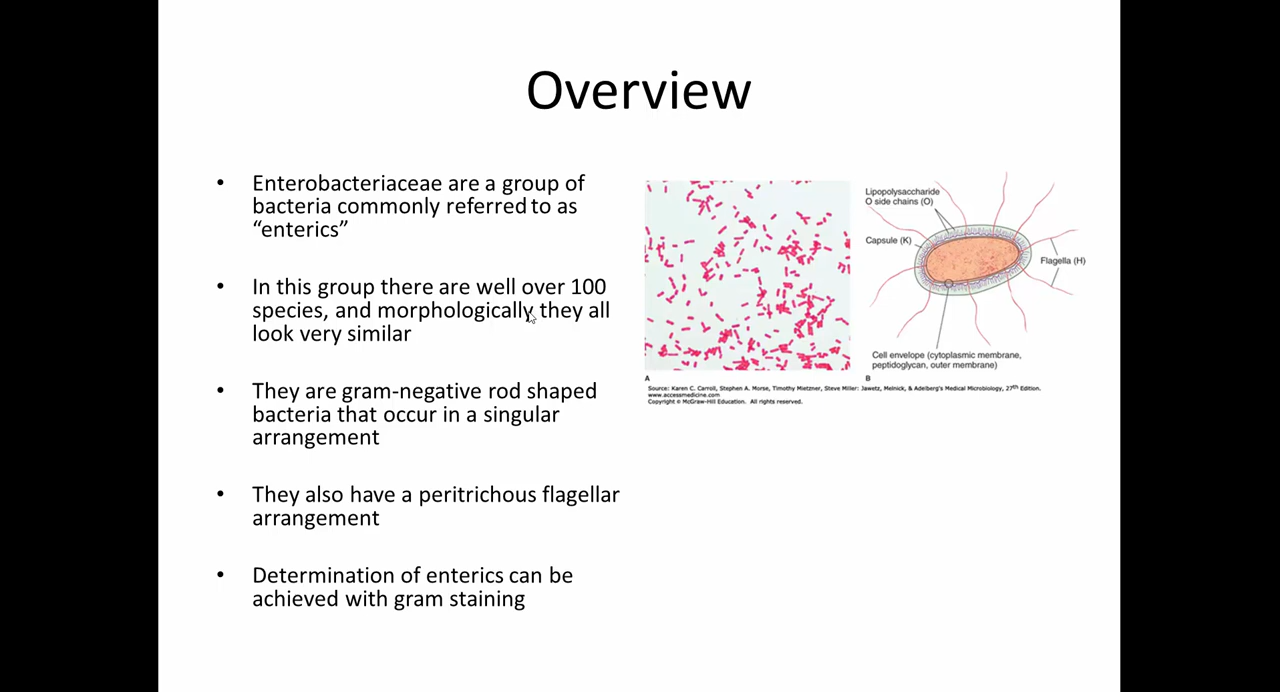 Overview
• Enterobacteriaceae are a group of
bacteria commonly referred to as
“enterics”
• In this group there are well over 100
species, and morphologically they all
look very similar
• They are gram-negative rod shaped
bacteria that occur in a singular
arrangement
• They also have a peritrichous flagellar
arrangement
• Determination of enterics can be
achieved with gram staining
Lipopolysaccharide
O side chains (O)
Capsule (K)
Flagella (H)
Cell envelope (cytoplasmic membrane,
peptidoglycan, outer membrane)
A
B
Source: Karen C. Carroll, Stephen A. Morse, Timothy Mietzner, Steve Miller: Jawetz, Melnick, & Adelberg's Medical Microbiology, 27th Edition.
www.accessmedicine.com
Copyright © McGraw-Hill Education. All rights reserved.